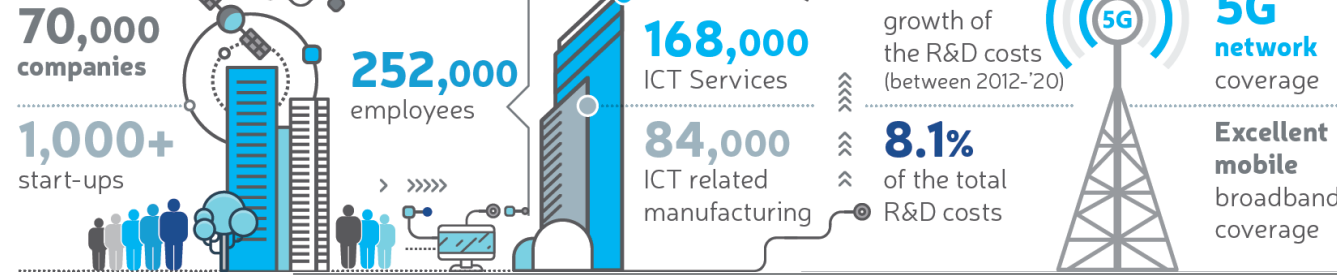 70,000
companies
1,000+
start-ups
252,000
employees
168,000
ICT Services
84,000
ICT related
manufacturing
growth of
the R&D costs
(between 2012-'20)
8.1%
of the total
R&D costs
5G
5G
network
coverage
Excellent
mobile
broadband
coverage